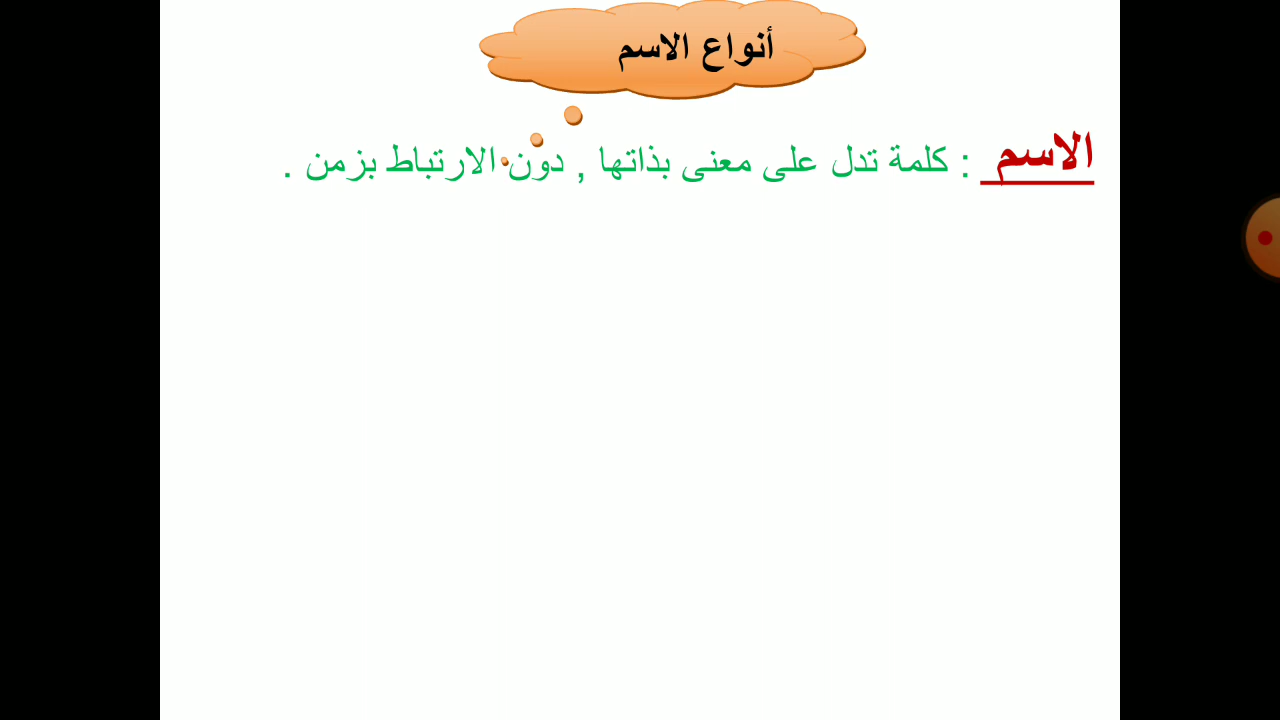 أنواع الاسم
الاسم : كلمة تدل على معنى بذاتها , دون الارتباط بزمن .